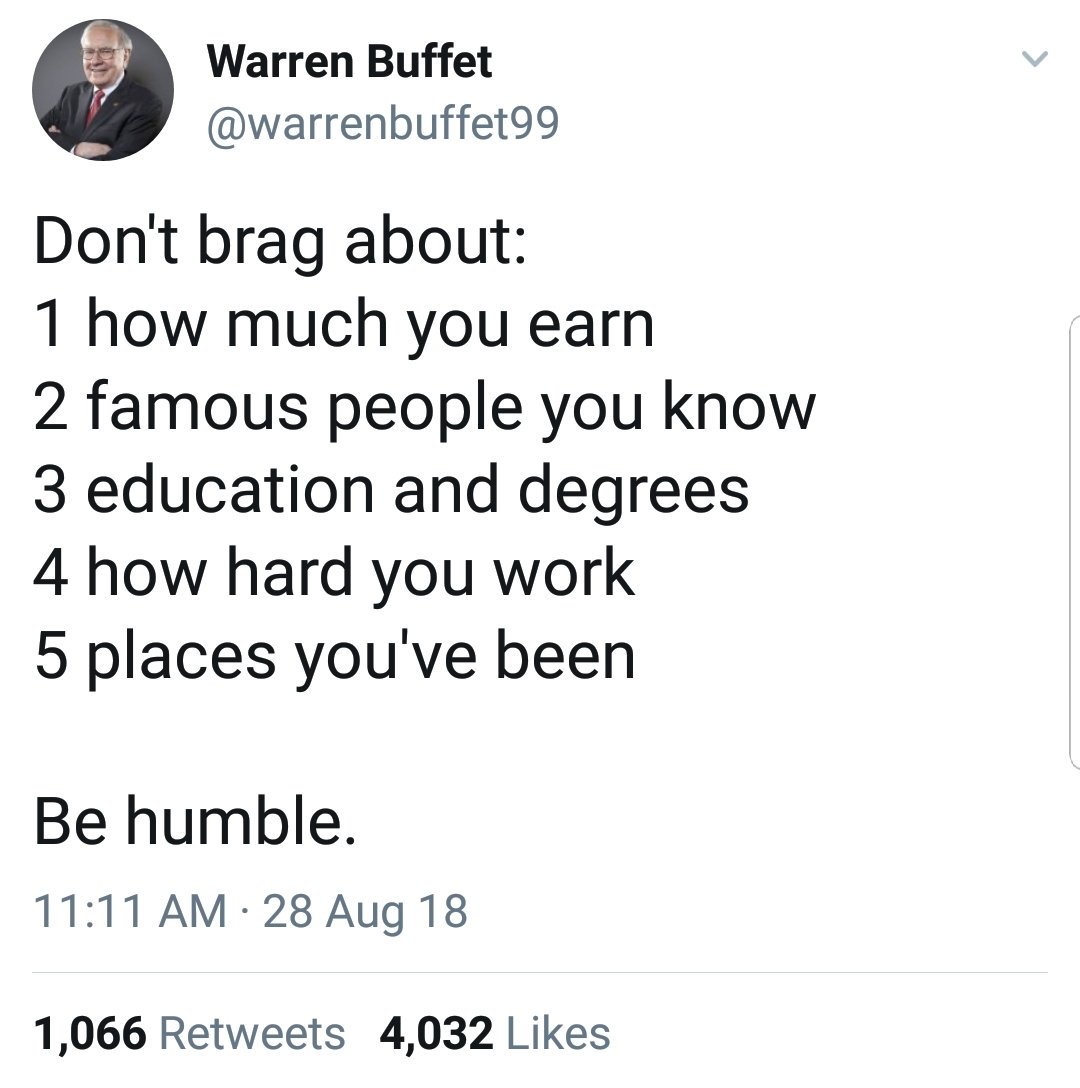 Warren Buffet
@warrenbuffet99
Don't brag about:
1 how much you earn
2 famous people you know
3 education and degrees
4 how hard you work
5 places you've been
Be humble.
11:11 AM · 28 Aug 18
1,066 Retweets 4,032 Likes